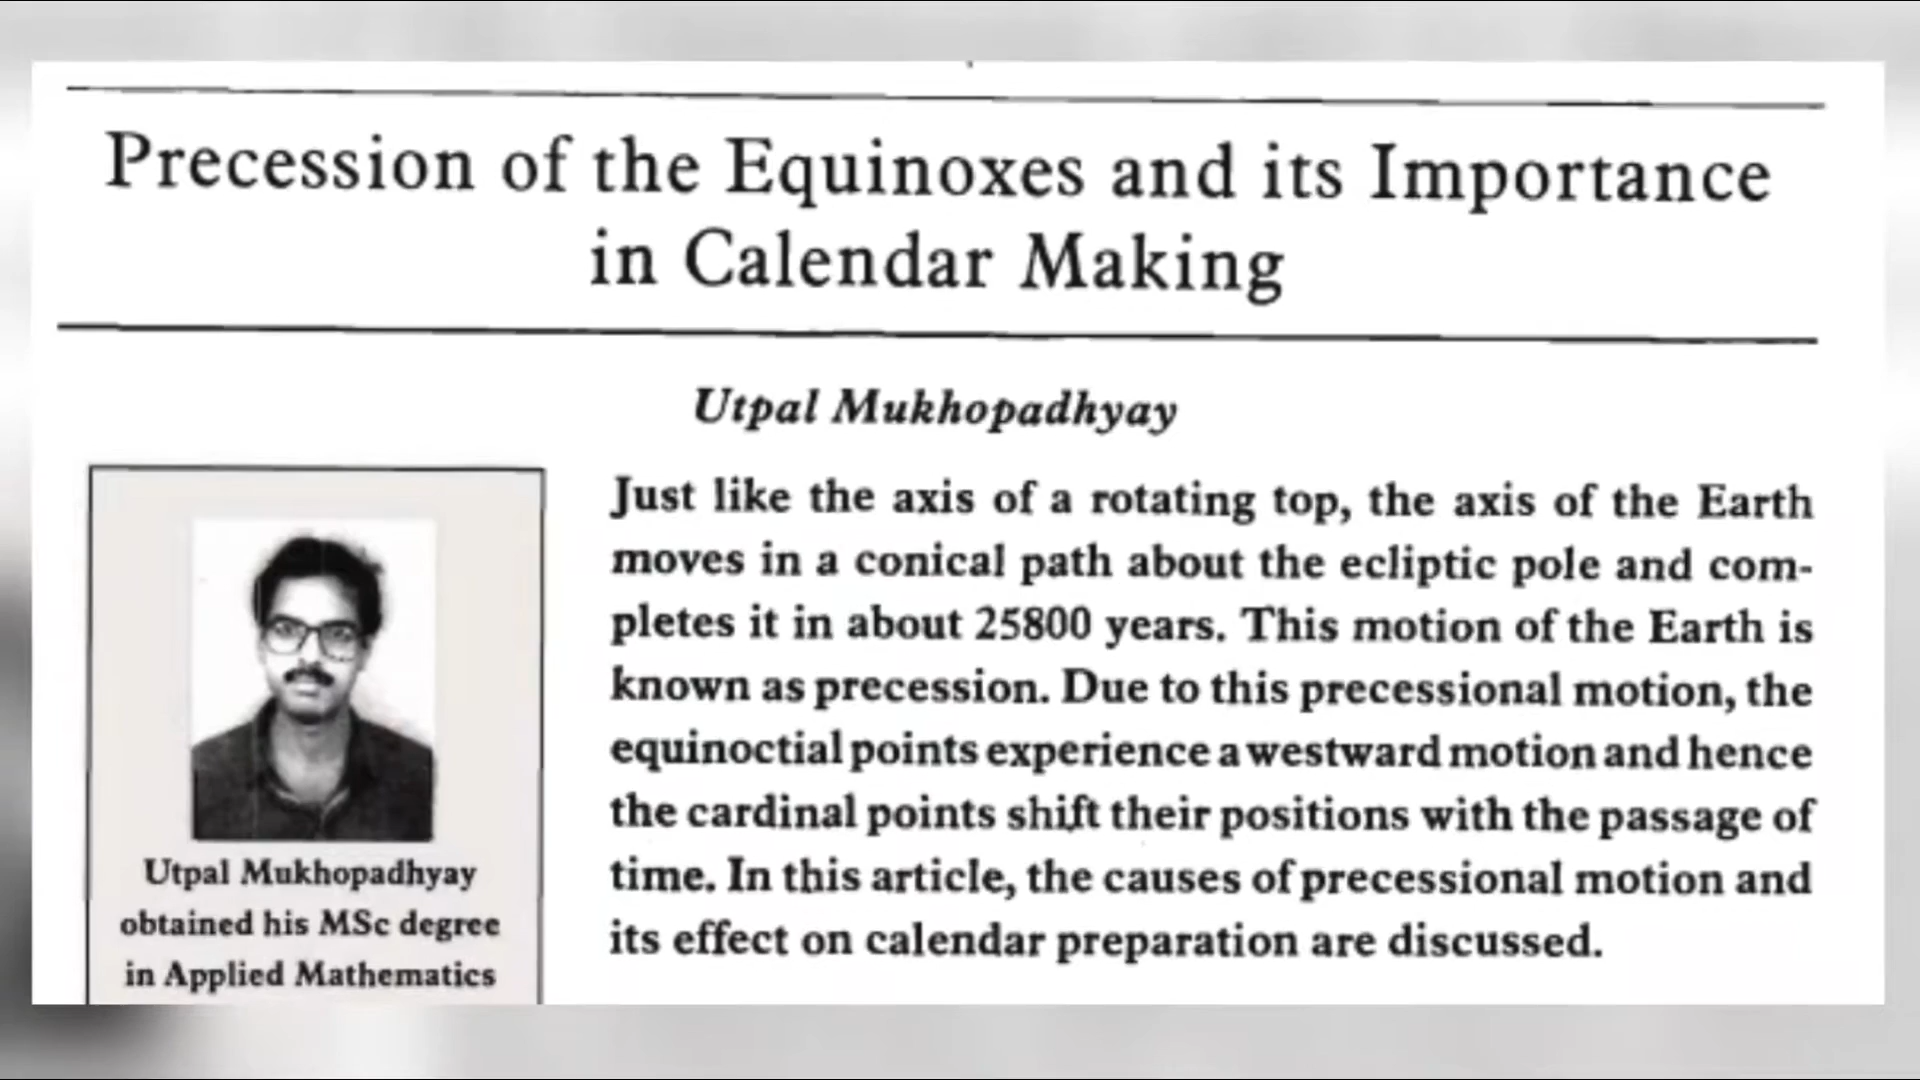 Precession of the Equinoxes and its Importance
in Calendar Making
Utpal Mukhopadhyay
Just like the axis of a rotating top, the axis of the Earth
moves in a conical path about the ecliptic pole and com-
pletes it in about 25800 years. This motion of the Earth is
known as precession. Due to this precessional motion, the
equinoctial points experience a westward motion and hence
the cardinal points shift their positions with the passage of
time. In this article, the causes of precessional motion and
its effect on calendar preparation are discussed.
Utpal Mukhopadhyay
obtained his MSc degree
in Applied Mathematics